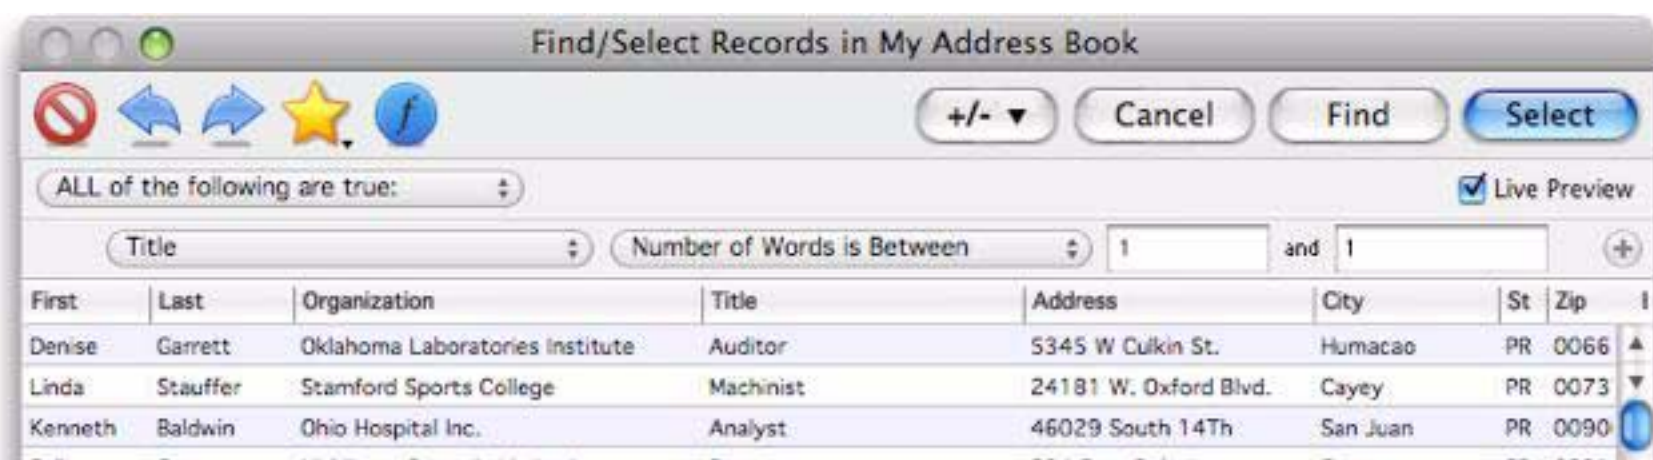 Find/Select Records in My Address Book
f +/- ▼ Cancel Find Select
ALL of the following are true: Live Preview
Title Number of Words is Between 1 and 1 +
First Last Organization Title Address City St Zip
Denise Garrett Oklahoma Laboratories Institute Auditor 5345 W Culkin St. Humacao PR 0066
Linda Stauffer Stamford Sports College Machinist 24181 W. Oxford Blvd. Cayey PR 0073
Kenneth Baldwin Ohio Hospital Inc. Analyst 46029 South 14Th San Juan PR 0090